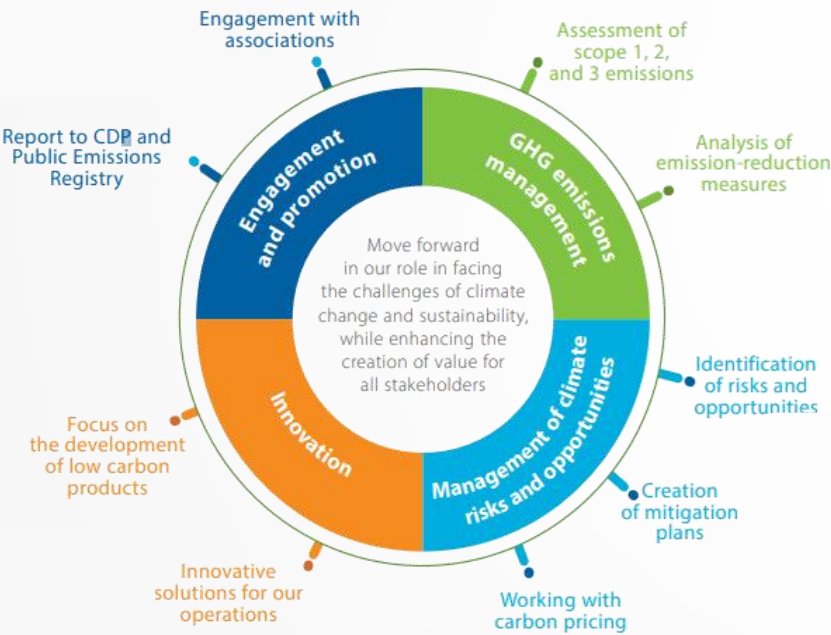 Engagement with
associations
Assessment of
scope 1, 2,
and 3 emissions
Report to CDP and
Public Emissions
Registry
Analysis of
emission-reduction
measures
Engagement
and promotion
GHG emissions
management
Move forward
in our role in facing
the challenges of climate
change and sustainability,
while enhancing the
creation of value for
all stakeholders
Identification
of risks and
opportunities
Innovation
Management of climate
risks and opportunities
Focus on
the development
of low carbon
products
Creation
of mitigation
plans
Innovative
solutions for our
operations
Working with
carbon pricing